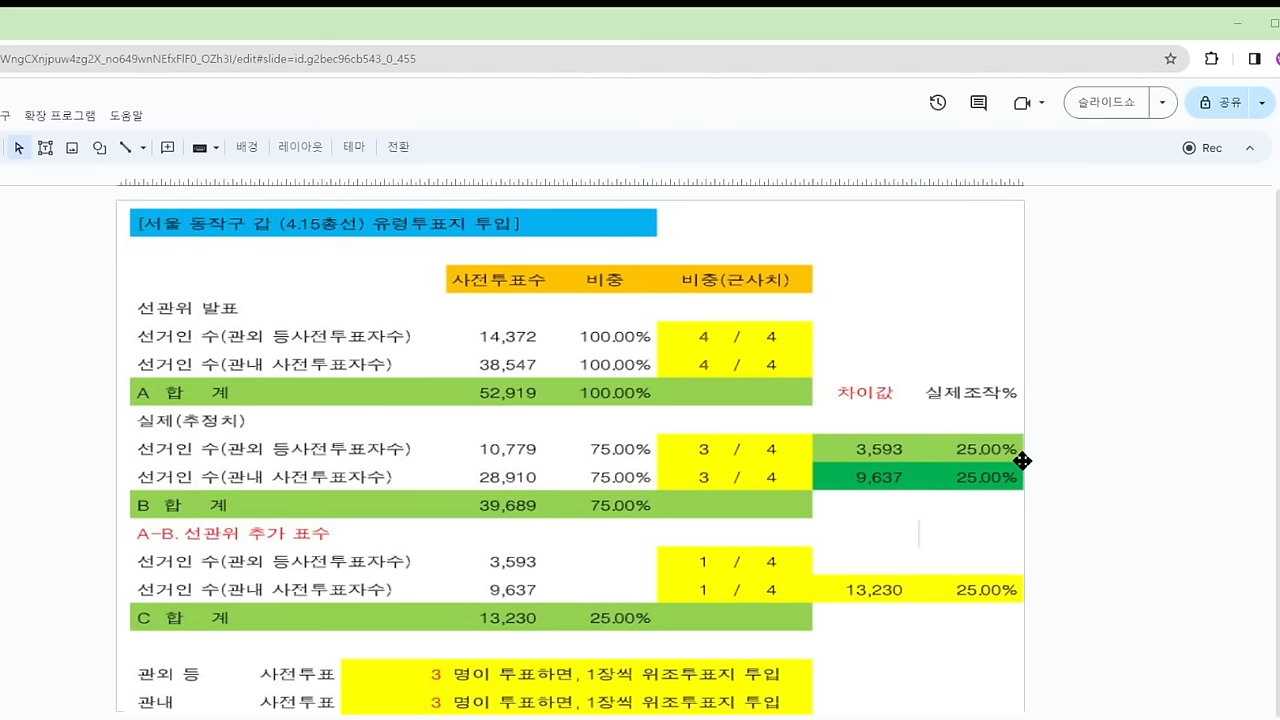 WngCXnjpuw4zg2X_no649wnNEfxFlF0_OZh3I/edit#slide=id.g2bec96cb543_0_455
구 확장 프로그램 도움말
슬라이드쇼 공유
배경 레이아웃 테마 전환 Rec
[서울 동작구 갑 (4.15총선) 유령투표지 투입]
사전투표수 비중 비중(근사치)
선관위 발표
선거인 수(관외 등사전투표자수) 14,372 100.00% 4 / 4
선거인 수(관내 사전투표자수) 38,547 100.00% 4 / 4
A 합 계 52,919 100.00% 차이값 실제조작%
실제(추정치)
선거인 수(관외 등사전투표자수) 10,779 75.00% 3 / 4 3,593 25.00%
선거인 수(관내 사전투표자수) 28,910 75.00% 3 / 4 9,637 25.00%
B 합 계 39,689 75.00%
A-B. 선관위 추가 표수
선거인 수(관외 등사전투표자수) 3,593 1 / 4
선거인 수(관내 사전투표자수) 9,637 1 / 4 13,230 25.00%
C 합 계 13,230 25.00%
관외 등 사전투표 3 명이 투표하면, 1장씩 위조투표지 투입
관내 사전투표 3 명이 투표하면, 1장씩 위조투표지 투입